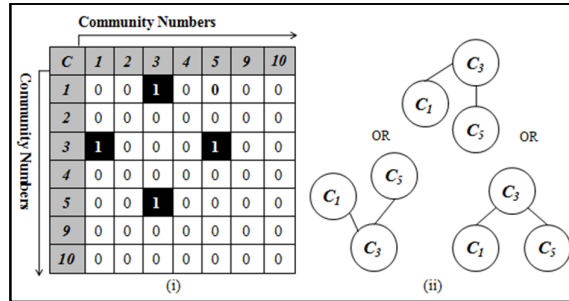 Community Numbers
Community Numbers
C 1 2 3 4 5 9 10
1 0 0 1 0 0 0 0
2 0 0 0 0 0 0 0
3 1 0 0 0 1 0 0
4 0 0 0 0 0 0 0
5 0 0 1 0 0 0 0
9 0 0 0 0 0 0 0
10 0 0 0 0 0 0 0
(i)
C3
C1
C5
OR
OR
C1
C5
C3
C3
C1
C5
(ii)